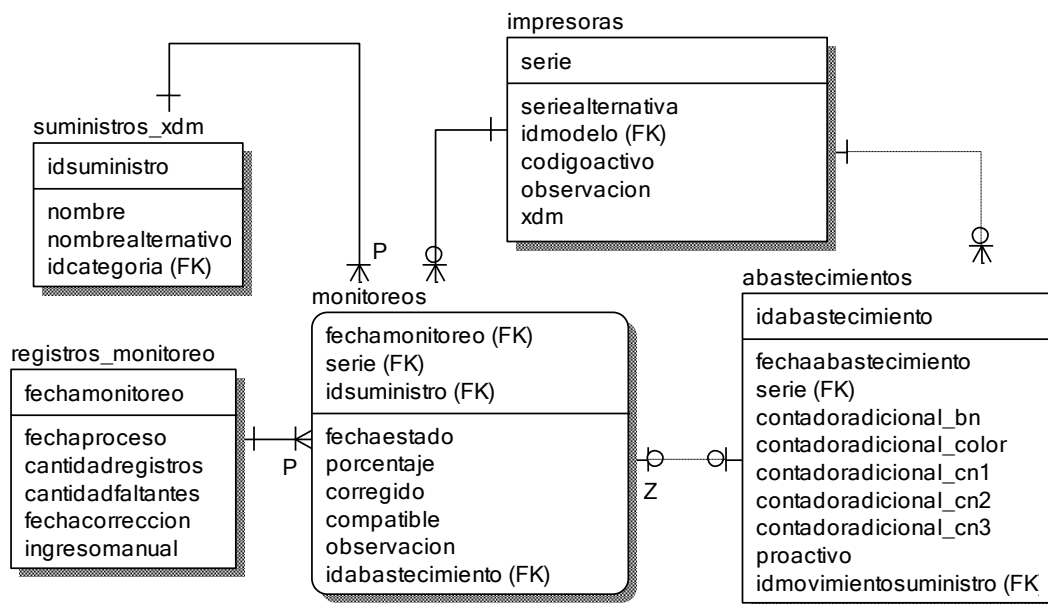 impresoras
serie
seriealternativa
idmodelo (FK)
codigoactivo
observacion
xdm
suministros_xdm
idsuministro
nombre
nombrealternativo
idcategoria (FK)
P
monitoreos
fechamonitoreo (FK)
serie (FK)
idsuministro (FK)
fechaestado
porcentaje
corregido
compatible
observacion
idabastecimiento (FK)
registros_monitoreo
fechamonitoreo
fechaproceso
cantidadregistros
cantidadfaltantes
fechacorreccion
ingresomanual
P
Z
abastecimientos
idabastecimiento
fechaabastecimiento
serie (FK)
contadoradicional_bn
contadoradicional_color
contadoradicional_cn1
contadoradicional_cn2
contadoradicional_cn3
proactivo
idmovimientosuministro (FK